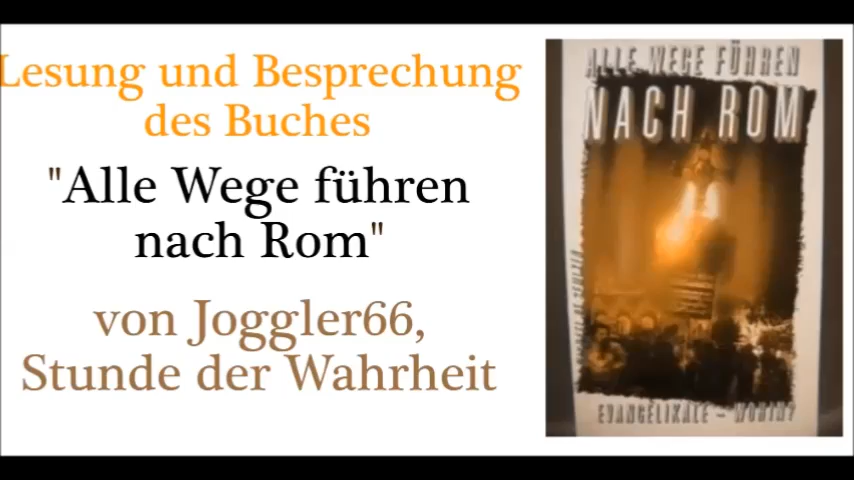 Lesung und Besprechung
des Buches
"Alle Wege führen
nach Rom"
von Joggler66,
Stunde der Wahrheit
ALLE WEGE FÜHREN
NACH ROM
EVANGELIKALE – WOHIN?